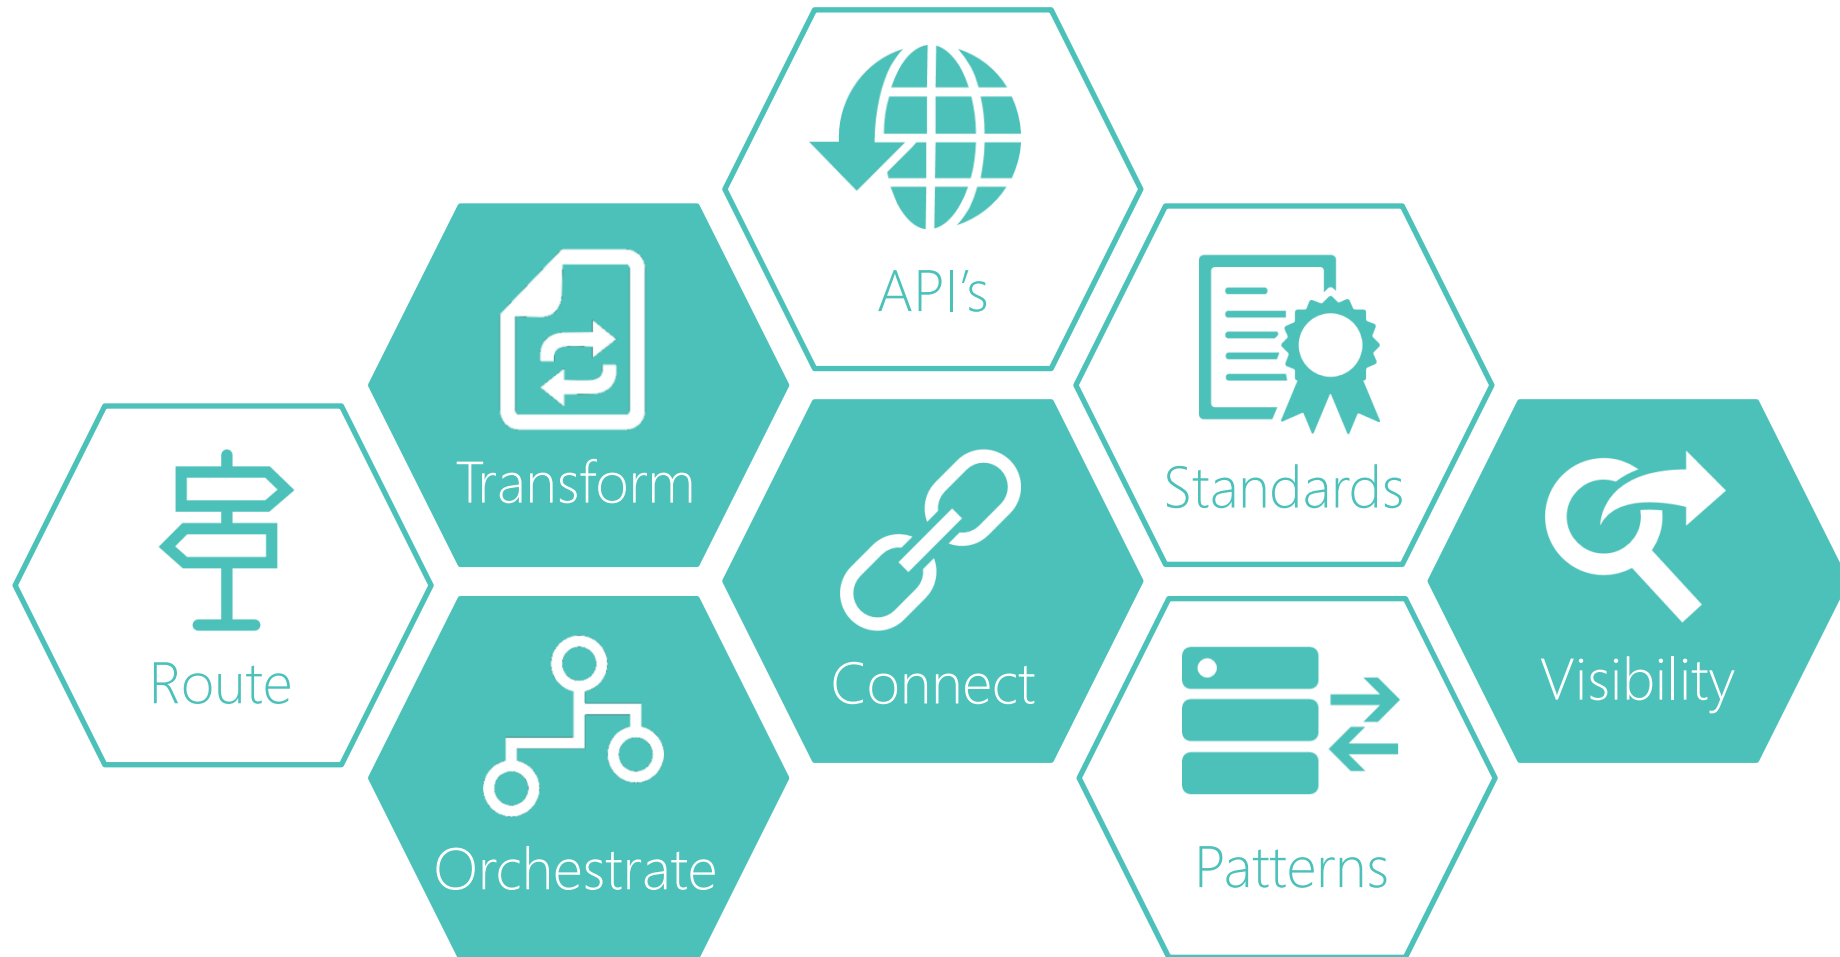 API’s
Transform
Standards
Route
Connect
Visibility
Orchestrate
Patterns